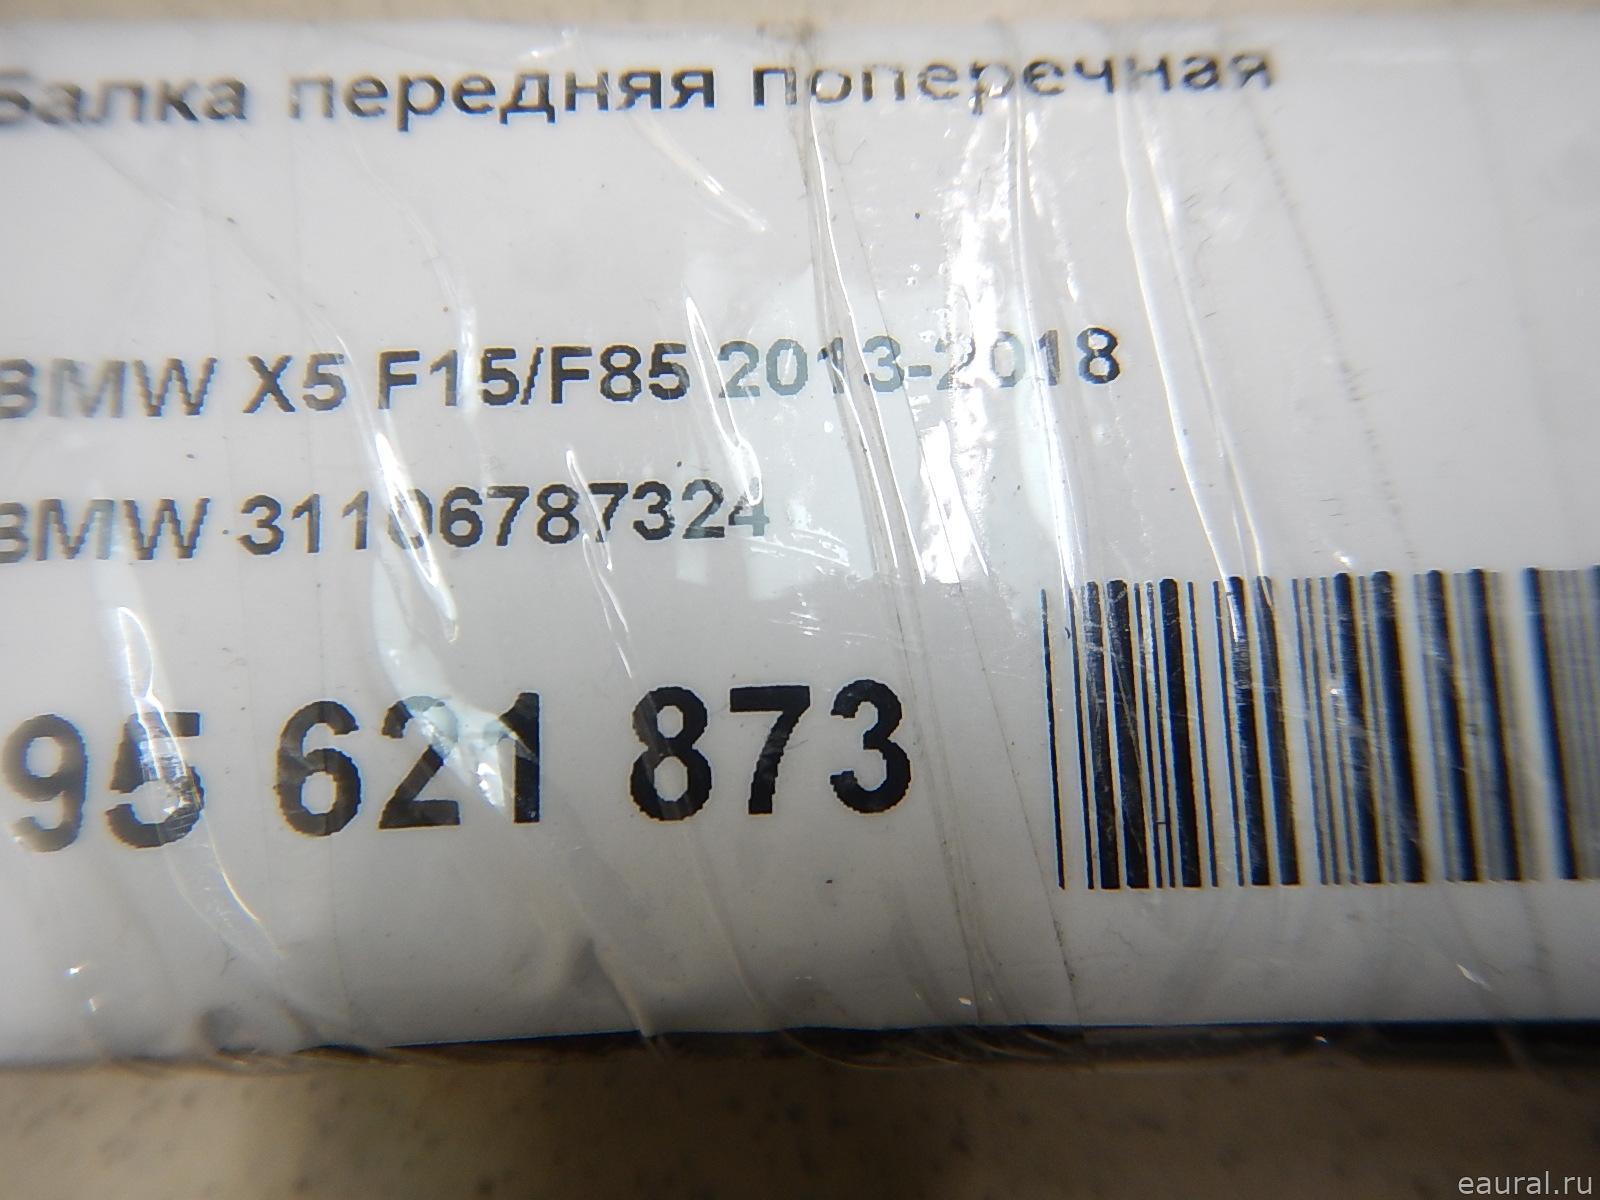 Балка передняя поперечная
BMW X5 F15/F85 2013-2018
BMW 31106787324
95 621 873
eaural.ru